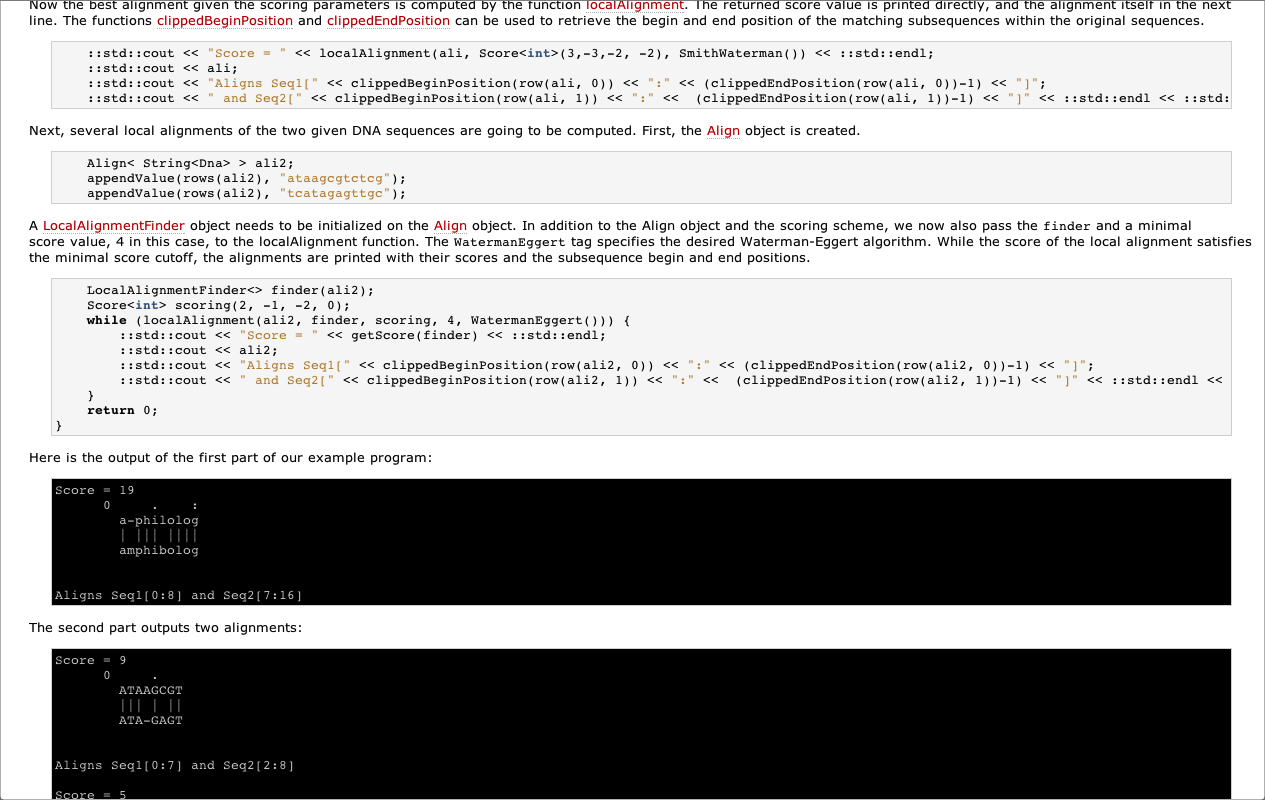 Now the best alignment given the scoring parameters is computed by the function localAlignment. The returned score value is printed directly, and the alignment itself in the next
line. The functions clippedBeginPosition and clippedEndPosition can be used to retrieve the begin and end position of the matching subsequences within the original sequences.
::std::cout << "Score = " << localAlignment(ali, Score<int>(3,-3,-2, -2), SmithWaterman()) << ::std::endl;
::std::cout << ali;
::std::cout << "Aligns Seq1[" << clippedBeginPosition(row(ali, 0)) << ":" << (clippedEndPosition(row(ali, 0))-1) << "]";
::std::cout << " and Seq2[" << clippedBeginPosition(row(ali, 1)) << ":" <<  (clippedEndPosition(row(ali, 1))-1) << "]" << ::std::endl << ::std:
Next, several local alignments of the two given DNA sequences are going to be computed. First, the Align object is created.
Align< String<Dna> > ali2;
appendValue(rows(ali2), "ataagcgtctcg");
appendValue(rows(ali2), "tcatagagttgc");
A LocalAlignmentFinder object needs to be initialized on the Align object. In addition to the Align object and the scoring scheme, we now also pass the finder and a minimal
score value, 4 in this case, to the localAlignment function. The WatermanEggert tag specifies the desired Waterman-Eggert algorithm. While the score of the local alignment satisfies
the minimal score cutoff, the alignments are printed with their scores and the subsequence begin and end positions.
LocalAlignmentFinder<> finder(ali2);
Score<int> scoring(2, -1, -2, 0);
while (localAlignment(ali2, finder, scoring, 4, WatermanEggert())) {
::std::cout << "Score = " << getScore(finder) << ::std::endl;
::std::cout << ali2;
::std::cout << "Aligns Seq1[" << clippedBeginPosition(row(ali2, 0)) << ":" << (clippedEndPosition(row(ali2, 0))-1) << "]";
::std::cout << " and Seq2[" << clippedBeginPosition(row(ali2, 1)) << ":" <<  (clippedEndPosition(row(ali2, 1))-1) << "]" << ::std::endl <<
}
return 0;
}
Here is the output of the first part of our example program:
Score = 19
0     .    :
a-philolog
| ||| ||||
amphibolog
Aligns Seq1[0:8] and Seq2[7:16]
The second part outputs two alignments:
Score = 9
0     .
ATAAGCGT
||| | ||
ATA-GAGT
Aligns Seq1[0:7] and Seq2[2:8]
Score = 5